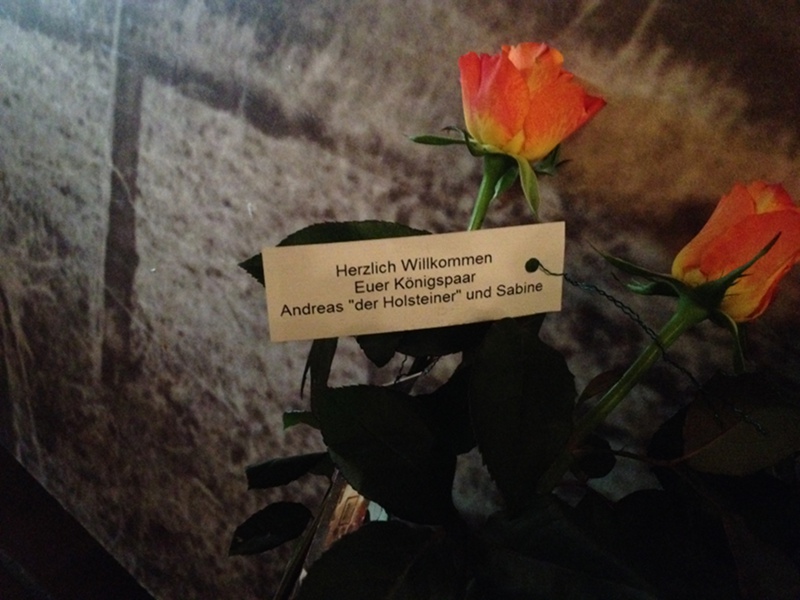 Herzlich Willkommen
Euer Königspaar
Andreas "der Holsteiner" und Sabine